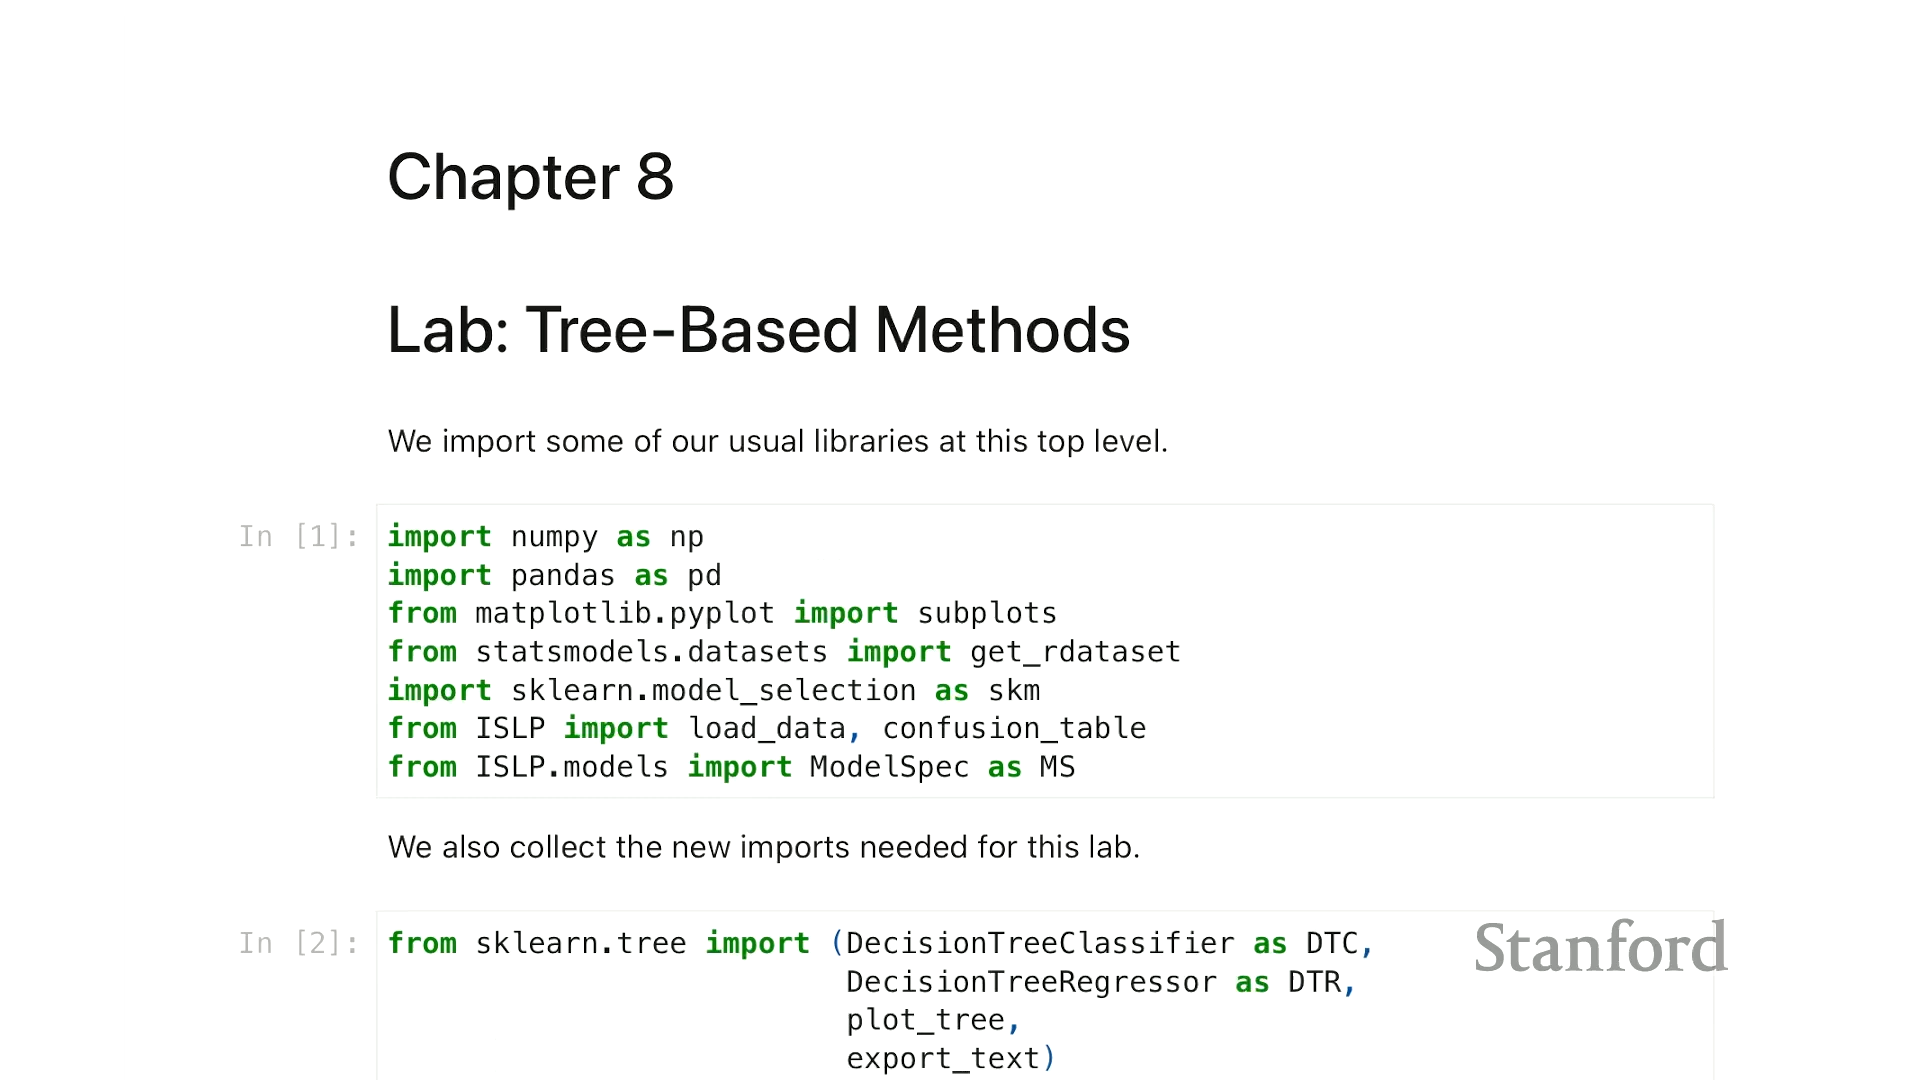 Chapter 8
Lab: Tree-Based Methods
We import some of our usual libraries at this top level.
In [1]: import numpy as np
import pandas as pd
from matplotlib.pyplot import subplots
from statsmodels.datasets import get_rdataset
import sklearn.model_selection as skm
from ISLP import load_data, confusion_table
from ISLP.models import ModelSpec as MS
We also collect the new imports needed for this lab.
In [2]: from sklearn.tree import (DecisionTreeClassifier as DTC,
DecisionTreeRegressor as DTR,
plot_tree,
export_text)
Stanford